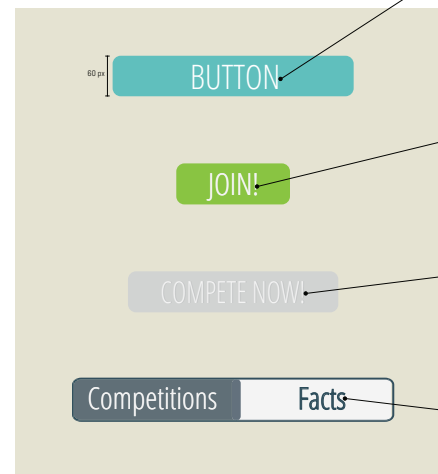 60 px
BUTTON
JOIN!
COMPETE NOW!
Competitions Facts